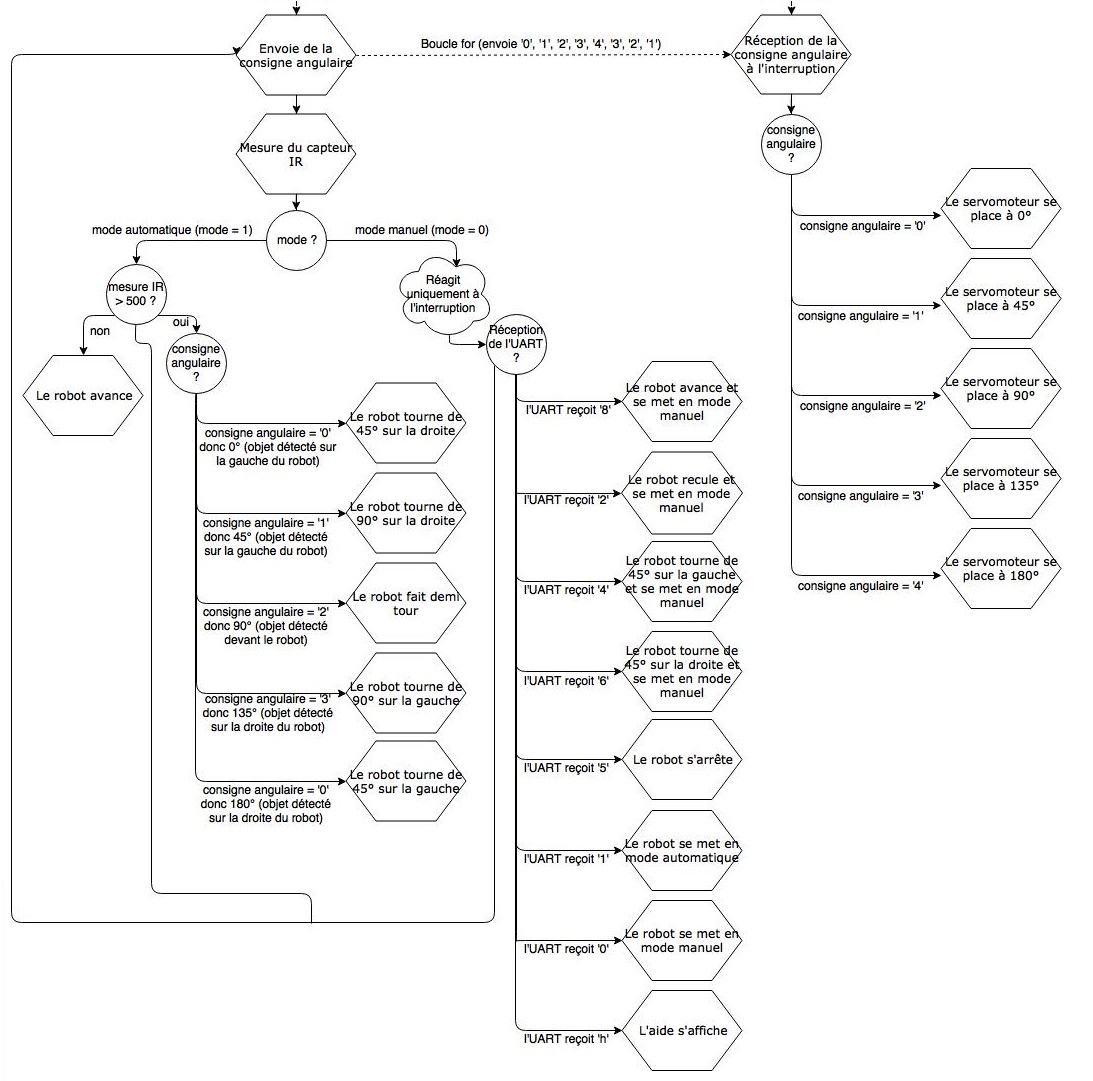 Envoie de la
consigne angulaire
Boucle for (envoie '0', '1', '2', '3', '4', '3', '2', '1')
Réception de la
consigne angulaire
à l'interruption
Mesure du capteur
IR
consigne
angulaire
?
mode ?
mode automatique (mode = 1)
mode manuel (mode = 0)
mesure IR
> 500 ?
non
oui
Le robot avance
consigne
angulaire
?
Réagit
uniquement à
l'interruption
Réception
de l'UART
?
Le robot tourne de
45° sur la droite
consigne angulaire = '0'
donc 0° (objet détecté sur
la gauche du robot)
Le robot tourne de
90° sur la droite
consigne angulaire = '1'
donc 45° (objet détecté
sur la gauche du robot)
Le robot fait demi
tour
consigne angulaire = '2'
donc 90° (objet détecté
devant le robot)
Le robot tourne de
90° sur la gauche
consigne angulaire = '3'
donc 135° (objet détecté
sur la droite du robot)
Le robot tourne de
45° sur la gauche
consigne angulaire = '0'
donc 180° (objet détecté
sur la droite du robot)
Le robot avance et
se met en mode
manuel
l'UART reçoit '8'
Le robot recule et
se met en mode
manuel
l'UART reçoit '2'
Le robot tourne de
45° sur la gauche
et se met en mode
manuel
l'UART reçoit '4'
Le robot tourne de
45° sur la droite et
se met en mode
manuel
l'UART reçoit '6'
Le robot s'arrête
l'UART reçoit '5'
Le robot se met en
mode automatique
l'UART reçoit '1'
Le robot se met en
mode manuel
l'UART reçoit '0'
L'aide s'affiche
l'UART reçoit 'h'
Le servomoteur se
place à 0°
consigne angulaire = '0'
Le servomoteur se
place à 45°
consigne angulaire = '1'
Le servomoteur se
place à 90°
consigne angulaire = '2'
Le servomoteur se
place à 135°
consigne angulaire = '3'
Le servomoteur se
place à 180°
consigne angulaire = '4'